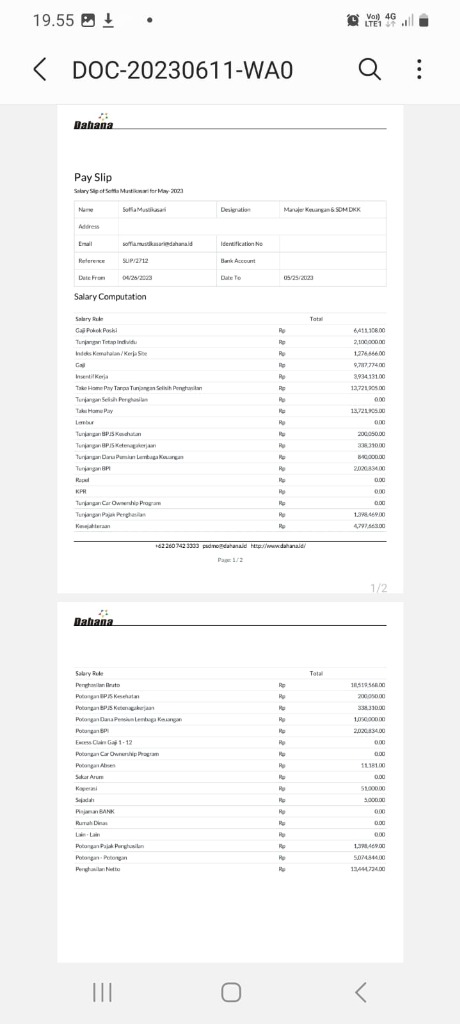 19.55
Vo)) 4G
LTE1
DOC-20230611-WA0
Dahana
Pay Slip
Salary Slip of Soffia Mustikasari for May-2023
Name Soffia Mustikasari Designation Manajer Keuangan & SDM DKK
Address
Email soffia.mustikasari@dahana.id Identification No
Reference SLIP/2712 Bank Account
Date From 04/26/2023 Date To 05/25/2023
Salary Computation
Salary Rule Total
Gaji Pokok Posisi Rp 6,411,108.00
Tunjangan Tetap Individu Rp 2,100,000.00
Indeks Kemahalan / Kerja Site Rp 1,276,666.00
Gaji Rp 9,787,774.00
Insentif Kerja Rp 3,934,131.00
Take Home Pay Tanpa Tunjangan Selisih Penghasilan Rp 13,721,905.00
Tunjangan Selisih Penghasilan Rp 0.00
Take Home Pay Rp 13,721,905.00
Lembur Rp 0.00
Tunjangan BPJS Kesehatan Rp 200,050.00
Tunjangan BPJS Ketenagakerjaan Rp 338,310.00
Tunjangan Dana Pensiun Lembaga Keuangan Rp 840,000.00
Tunjangan BPI Rp 2,020,834.00
Rapel Rp 0.00
KPR Rp 0.00
Tunjangan Car Ownership Program Rp 0.00
Tunjangan Pajak Penghasilan Rp 1,398,469.00
Kesejahteraan Rp 4,797,663.00
+62 260 742 3333 psdmo@dahana.id http://www.dahana.id/
Page: 1 / 2
1/2
Dahana
Salary Rule Total
Penghasilan Bruto Rp 18,519,568.00
Potongan BPJS Kesehatan Rp 200,050.00
Potongan BPJS Ketenagakerjaan Rp 338,310.00
Potongan Dana Pensiun Lembaga Keuangan Rp 1,050,000.00
Potongan BPI Rp 2,020,834.00
Excess Claim Gaji 1 - 12 Rp 0.00
Potongan Car Ownership Program Rp 0.00
Potongan Absen Rp 11,181.00
Sekar Arum Rp 0.00
Koperasi Rp 51,000.00
Sajadah Rp 5,000.00
Pinjaman BANK Rp 0.00
Rumah Dinas Rp 0.00
Lain - Lain Rp 0.00
Potongan Pajak Penghasilan Rp 1,398,469.00
Potongan - Potongan Rp 5,074,844.00
Penghasilan Netto Rp 13,444,724.00